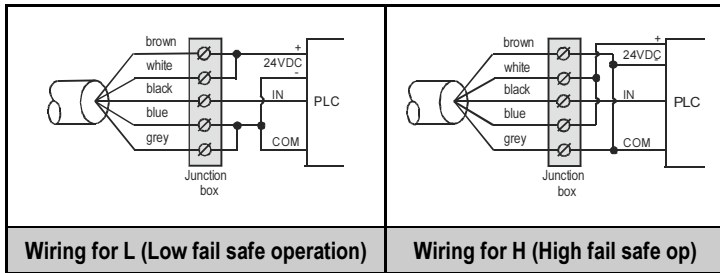 brown
white
black
blue
grey
+
24VDC
-
IN
PLC
COM
Junction
box
Wiring for L (Low fail safe operation)
brown
white
black
blue
grey
+
24VDC
-
IN
PLC
COM
Junction
box
Wiring for H (High fail safe op)